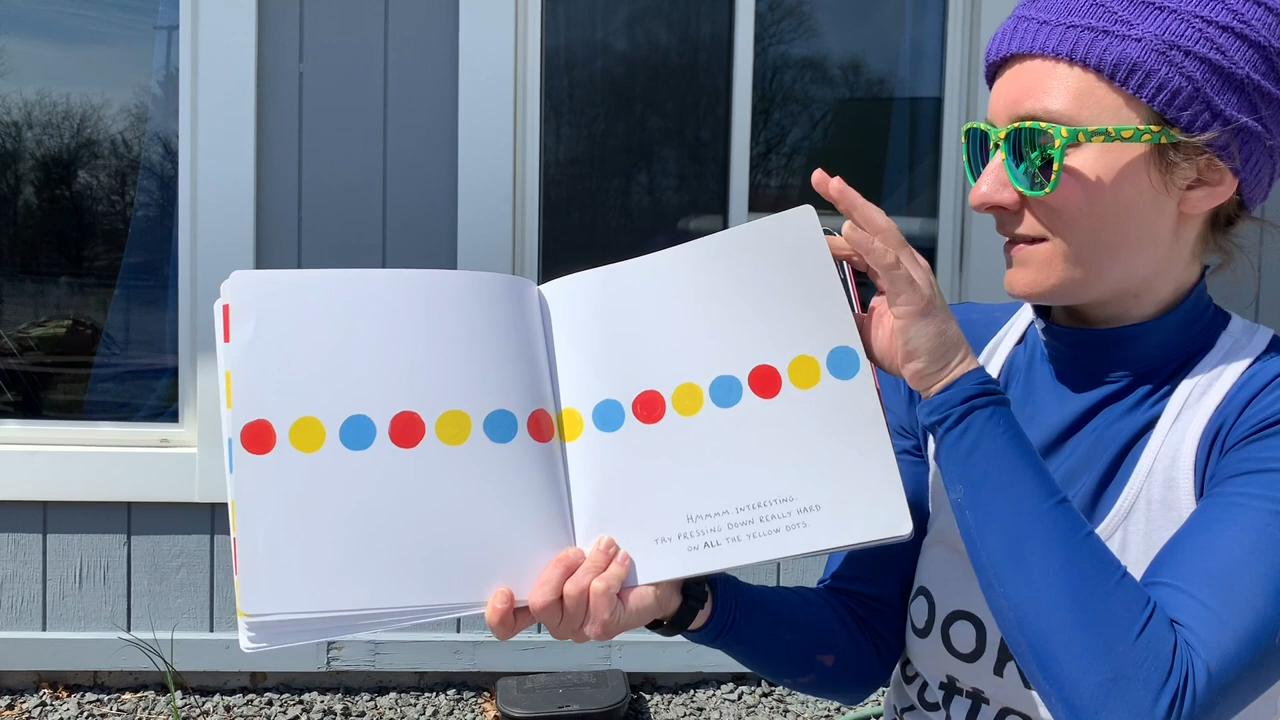 HMMMM. INTERESTING.
TRY PRESSING DOWN REALLY HARD
ON ALL THE YELLOW DOTS.